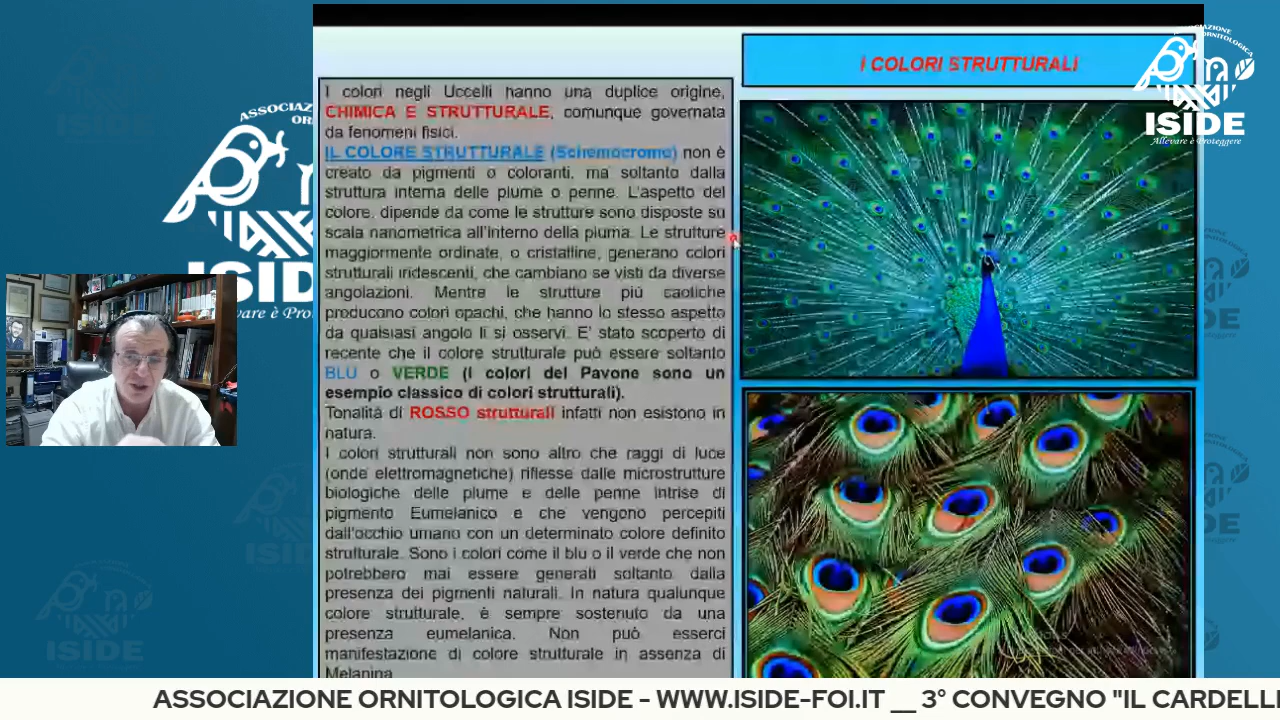 I COLORI STRUTTURALI
I colori negli Uccelli hanno una duplice origine,
CHIMICA E STRUTTURALE, comunque governata
da fenomeni fisici.
IL COLORE STRUTTURALE (Schemocromo) non è
creato da pigmenti o coloranti, ma soltanto dalla
struttura interna delle piume o penne. L'aspetto del
colore, dipende da come le strutture sono disposte su
scala nanometrica all'interno della piuma. Le strutture
maggiormente ordinate, o cristalline, generano colori
strutturali iridescenti, che cambiano se visti da diverse
angolazioni. Mentre le strutture più caotiche
producono colori opachi, che hanno lo stesso aspetto
da qualsiasi angolo li si osservi. E' stato scoperto di
recente che il colore strutturale può essere soltanto
BLU o VERDE (i colori del Pavone sono un
esempio classico di colori strutturali).
Tonalità di ROSSO strutturali infatti non esistono in
natura.
I colori strutturali non sono altro che raggi di luce
(onde elettromagnetiche) riflesse dalle microstrutture
biologiche delle piume e delle penne intrise di
pigmento Eumelanico e che vengono percepiti
dall'occhio umano con un determinato colore definito
strutturale. Sono i colori come il blu o il verde che non
potrebbero mai essere generati soltanto dalla
presenza dei pigmenti naturali. In natura qualunque
colore strutturale, è sempre sostenuto da una
presenza eumelanica. Non può esserci
manifestazione di colore strutturale in assenza di
Melanina
ASSOCIAZIONE
ORNITOLOGICA
ISIDE
Allevare è Proteggere
ASSOCIAZIONE ORNITOLOGICA ISIDE - WWW.ISIDE-FOI.IT __ 3° CONVEGNO "IL CARDELLI